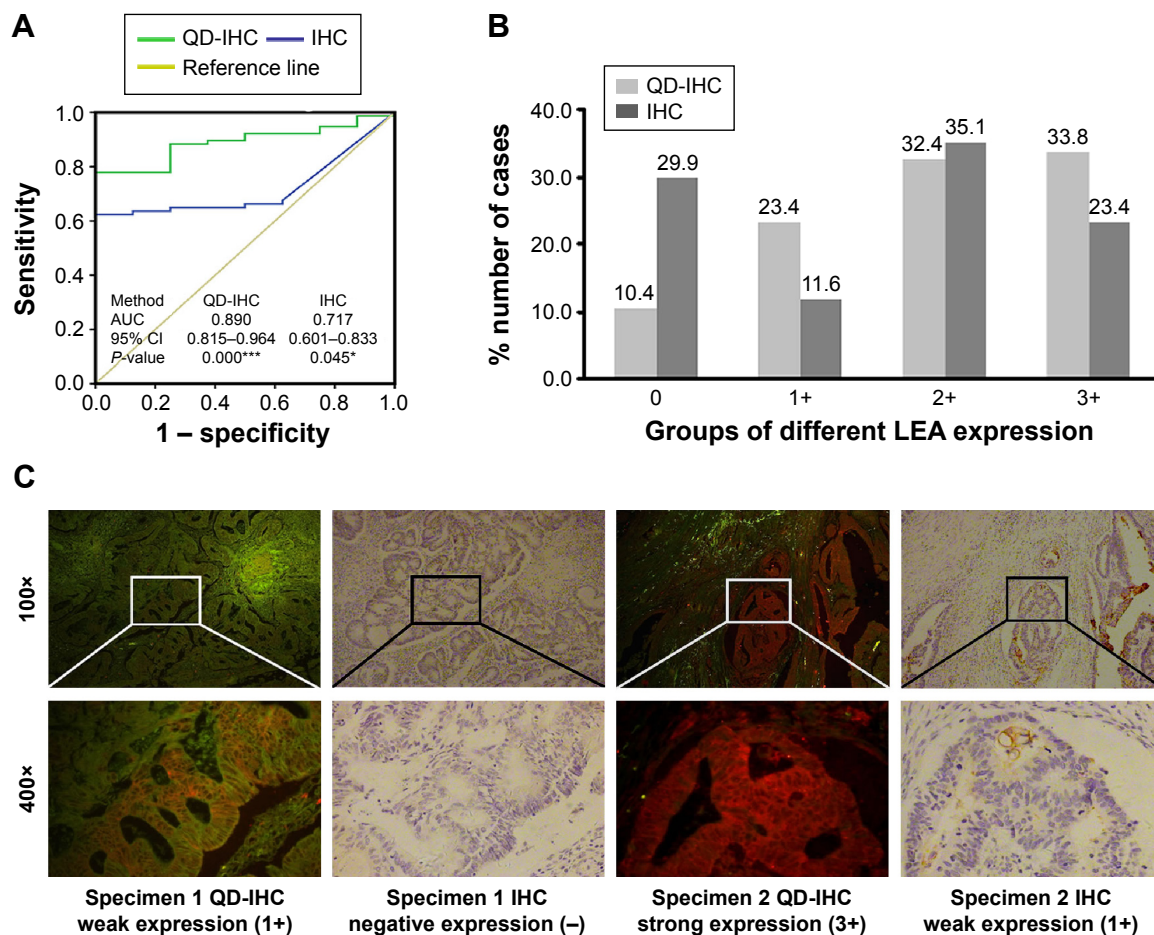 A
QD-IHC IHC
Reference line
Sensitivity
1.0
0.8
0.6
0.4
0.2
0.0
Method QD-IHC IHC
AUC 0.890 0.717
95% CI 0.815–0.964 0.601–0.833
P-value 0.000*** 0.045*
0.0 0.2 0.4 0.6 0.8 1.0
1 – specificity
B
QD-IHC
IHC
% number of cases
40.0
30.0
20.0
10.0
0.0
10.4 29.9 23.4 11.6 32.4 35.1 33.8 23.4
0 1+ 2+ 3+
Groups of different LEA expression
C
100×
400×
Specimen 1 QD-IHC
weak expression (1+)
Specimen 1 IHC
negative expression (–)
Specimen 2 QD-IHC
strong expression (3+)
Specimen 2 IHC
weak expression (1+)